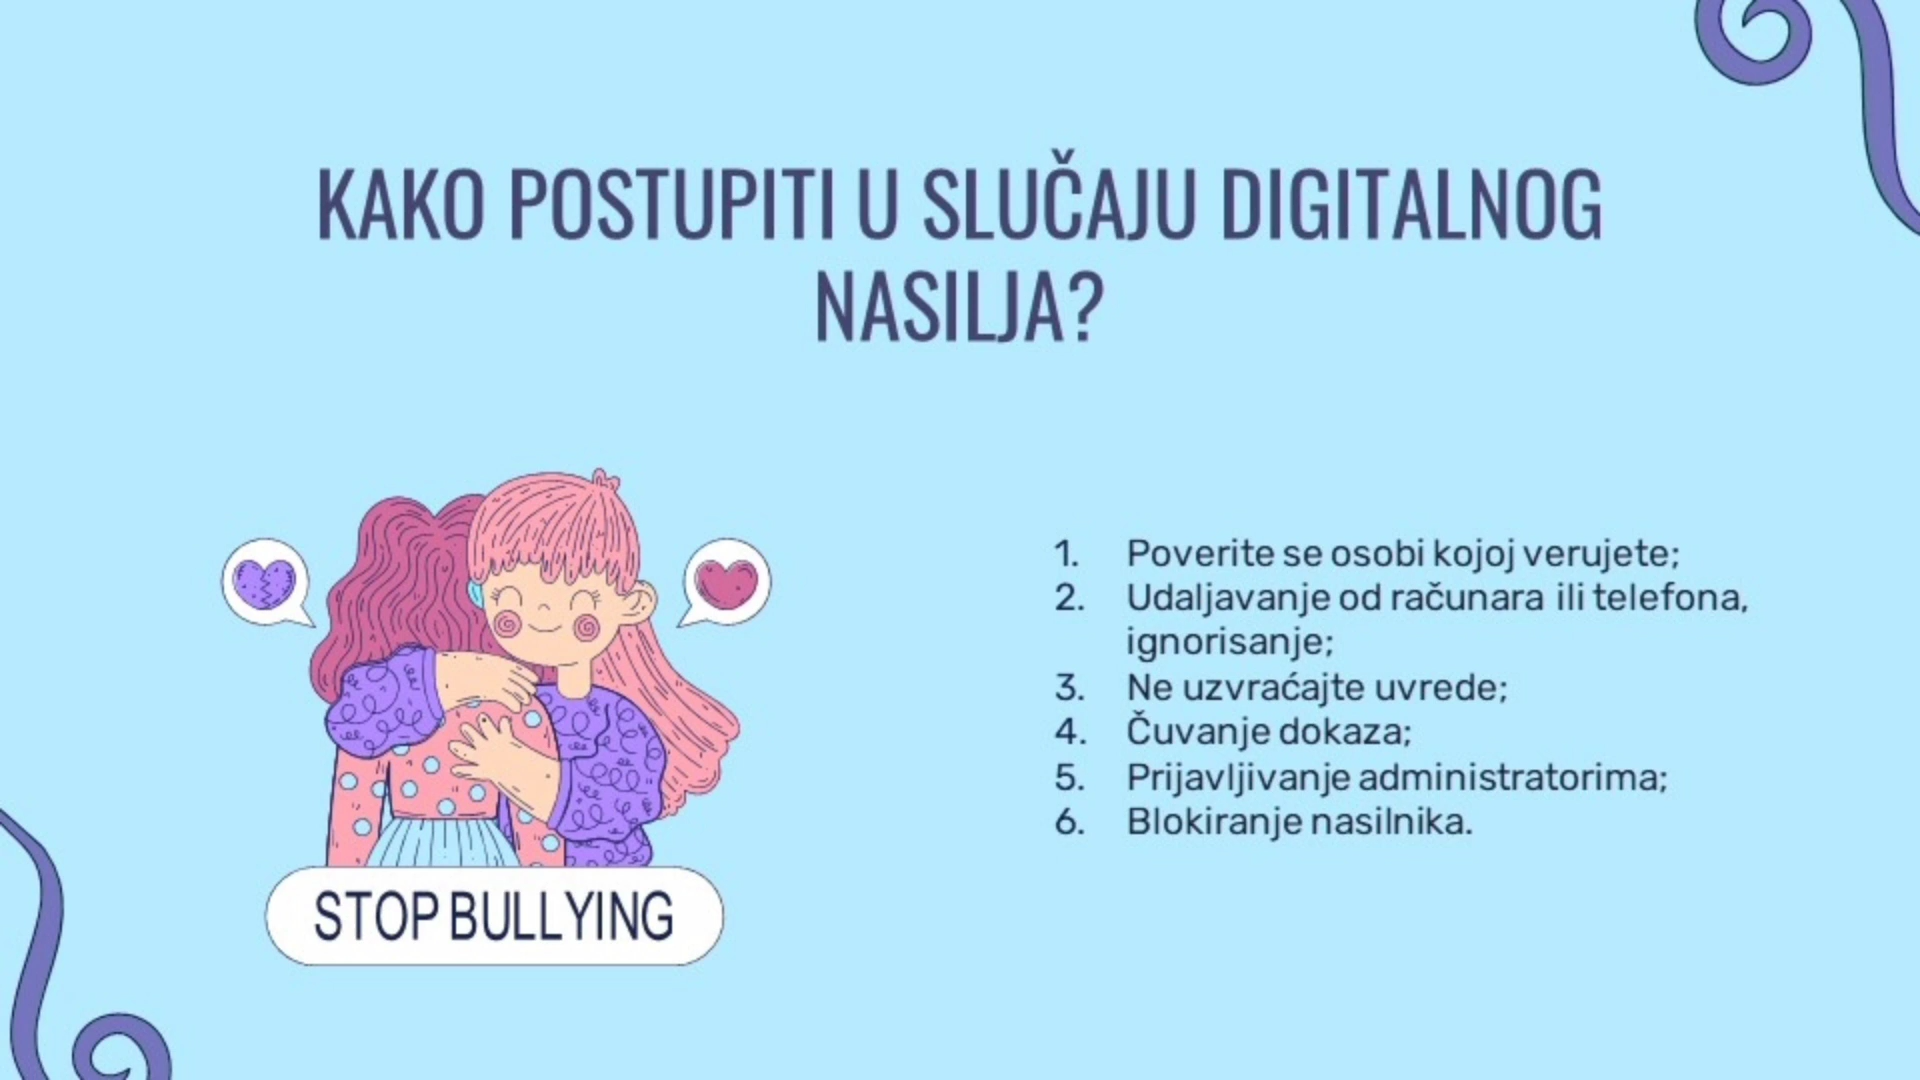 KAKO POSTUPITI U SLUČAJU DIGITALNOG
NASILJA?
1. Poverite se osobi kojoj verujete;
2. Udaljavanje od računara ili telefona,
ignorisanje;
3. Ne uzvraćajte uvrede;
4. Čuvanje dokaza;
5. Prijavljivanje administratorima;
6. Blokiranje nasilnika.
STOP BULLYING